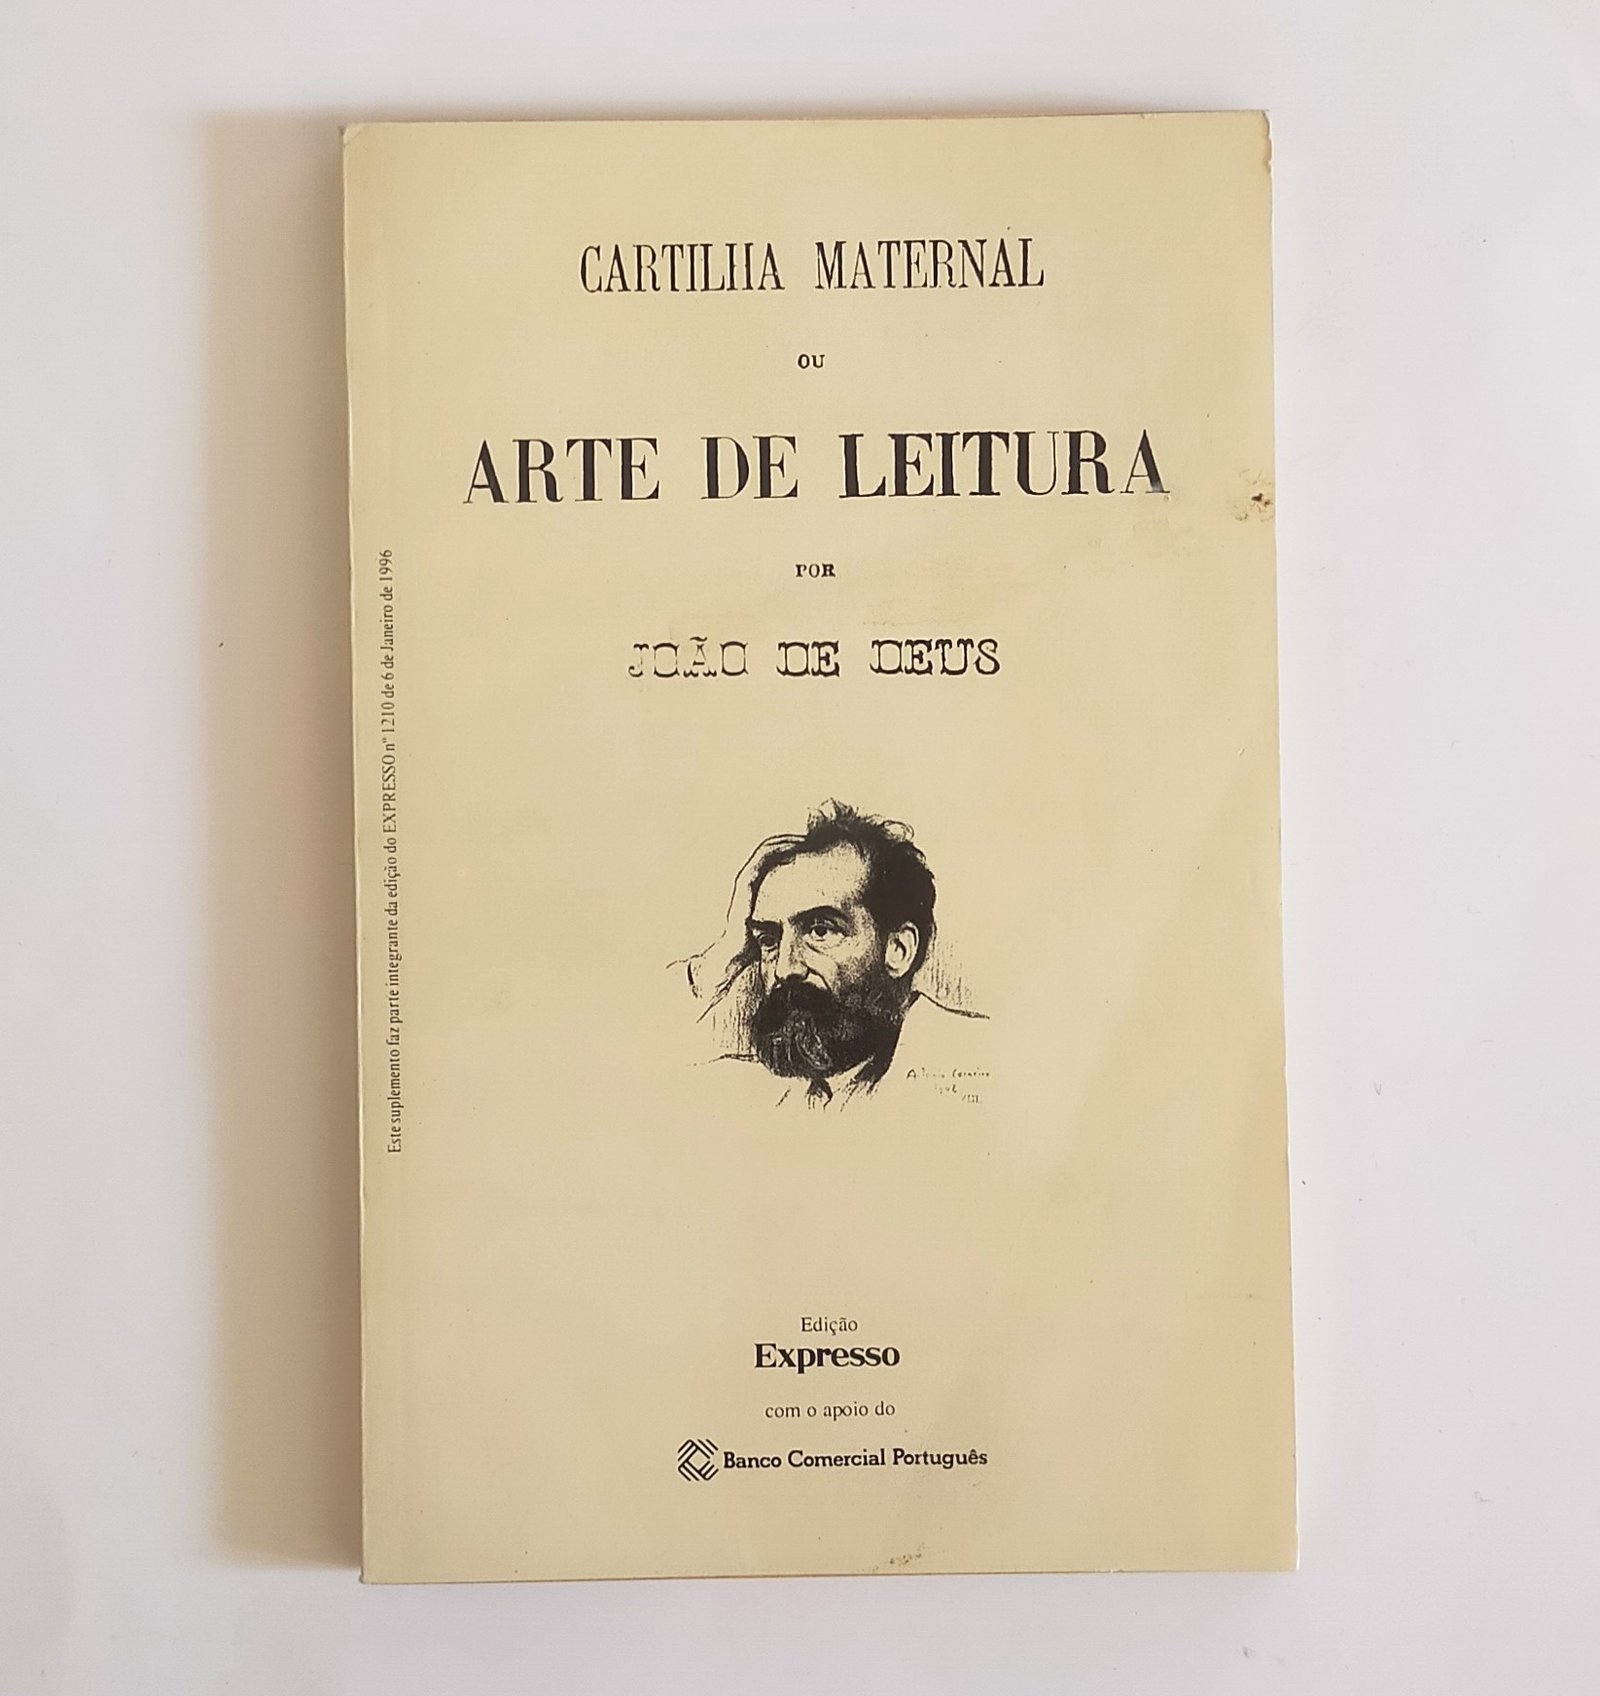 CARTILHA MATERNAL
OU
ARTE DE LEITURA
POR
JOÃO DE DEUS
Este suplemento faz parte integrante da edição do EXPRESSO nº 1210 de 6 de Janeiro de 1996
Edição
Expresso
com o apoio do
Banco Comercial Português